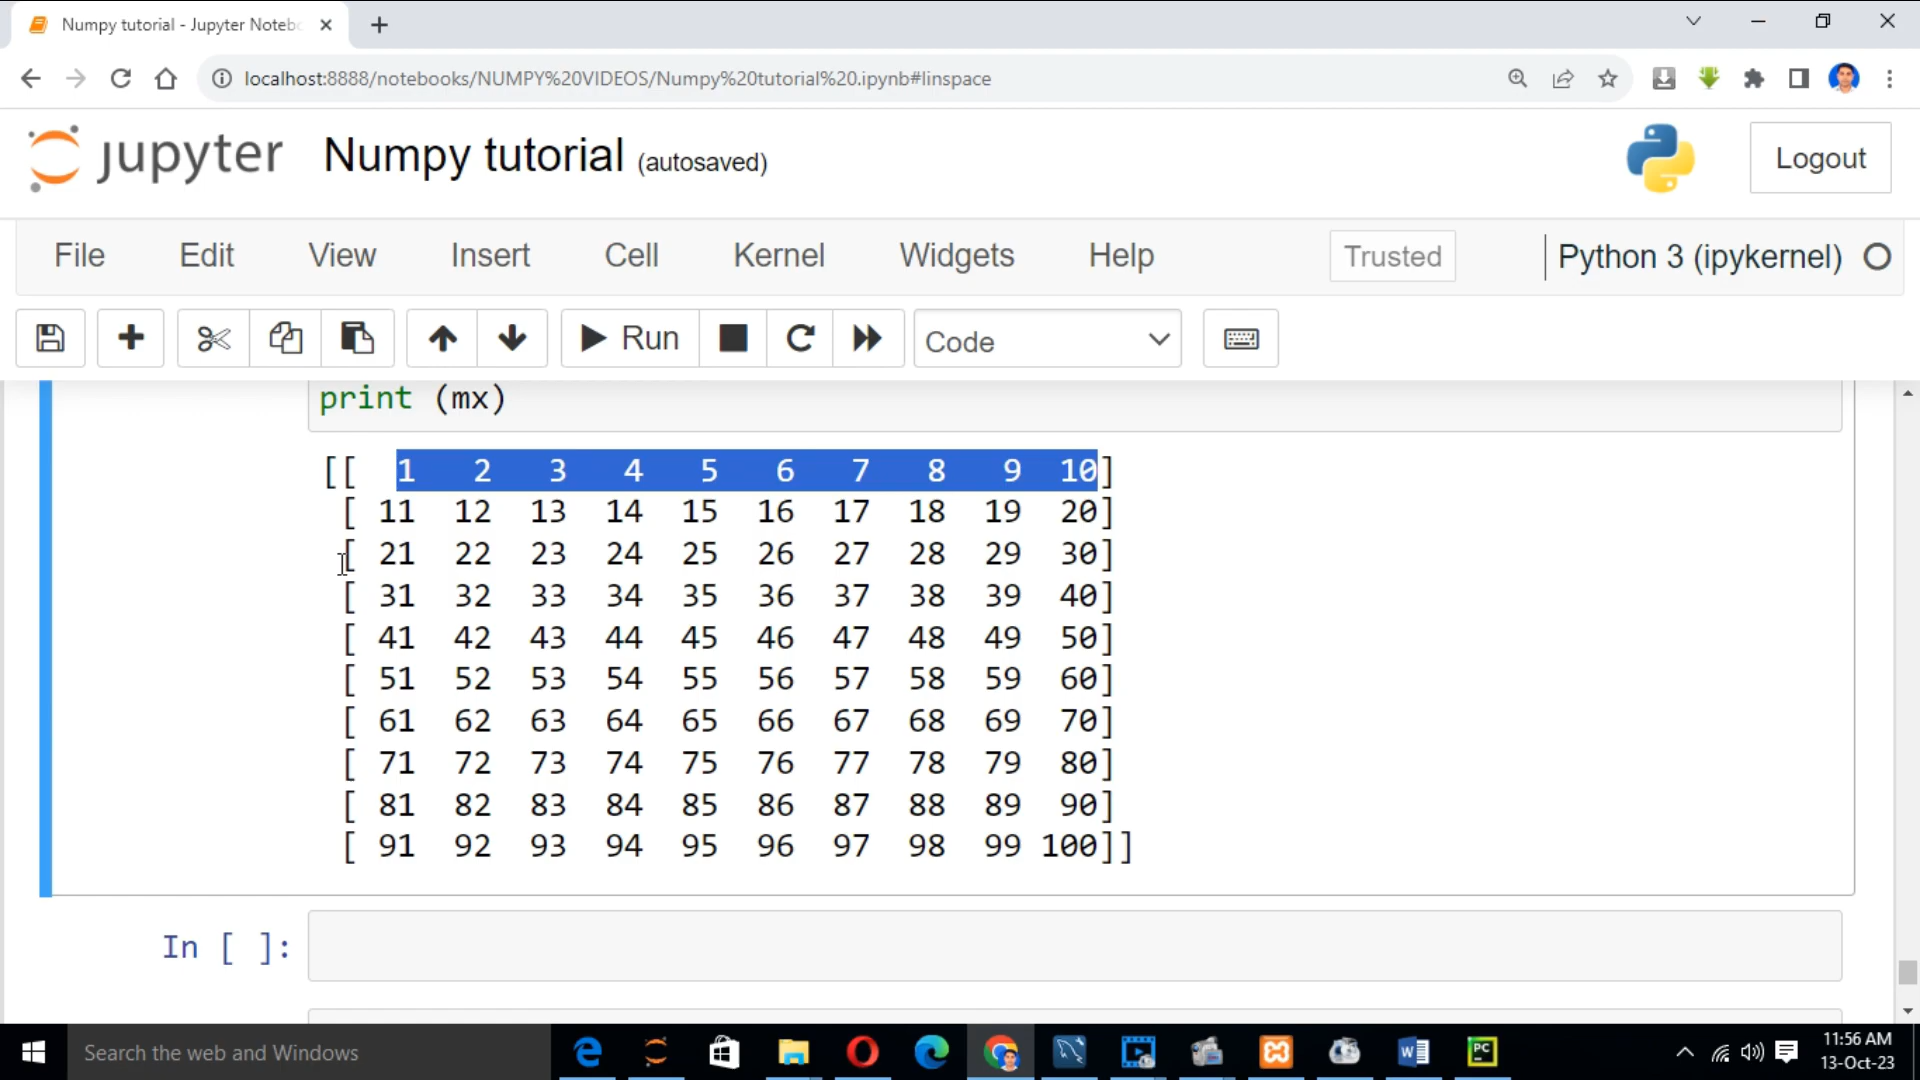 Numpy tutorial - Jupyter Noteb
localhost:8888/notebooks/NUMPY%20VIDEOS/Numpy%20tutorial%20.ipynb#linspace
jupyter Numpy tutorial (autosaved) Logout
File Edit View Insert Cell Kernel Widgets Help Trusted Python 3 (ipykernel)
Run Code
print (mx)
[[ 1 2 3 4 5 6 7 8 9 10]
[ 11 12 13 14 15 16 17 18 19 20]
[ 21 22 23 24 25 26 27 28 29 30]
[ 31 32 33 34 35 36 37 38 39 40]
[ 41 42 43 44 45 46 47 48 49 50]
[ 51 52 53 54 55 56 57 58 59 60]
[ 61 62 63 64 65 66 67 68 69 70]
[ 71 72 73 74 75 76 77 78 79 80]
[ 81 82 83 84 85 86 87 88 89 90]
[ 91 92 93 94 95 96 97 98 99 100]]
In [ ]:
Search the web and Windows
PC
11:56 AM
13-Oct-23